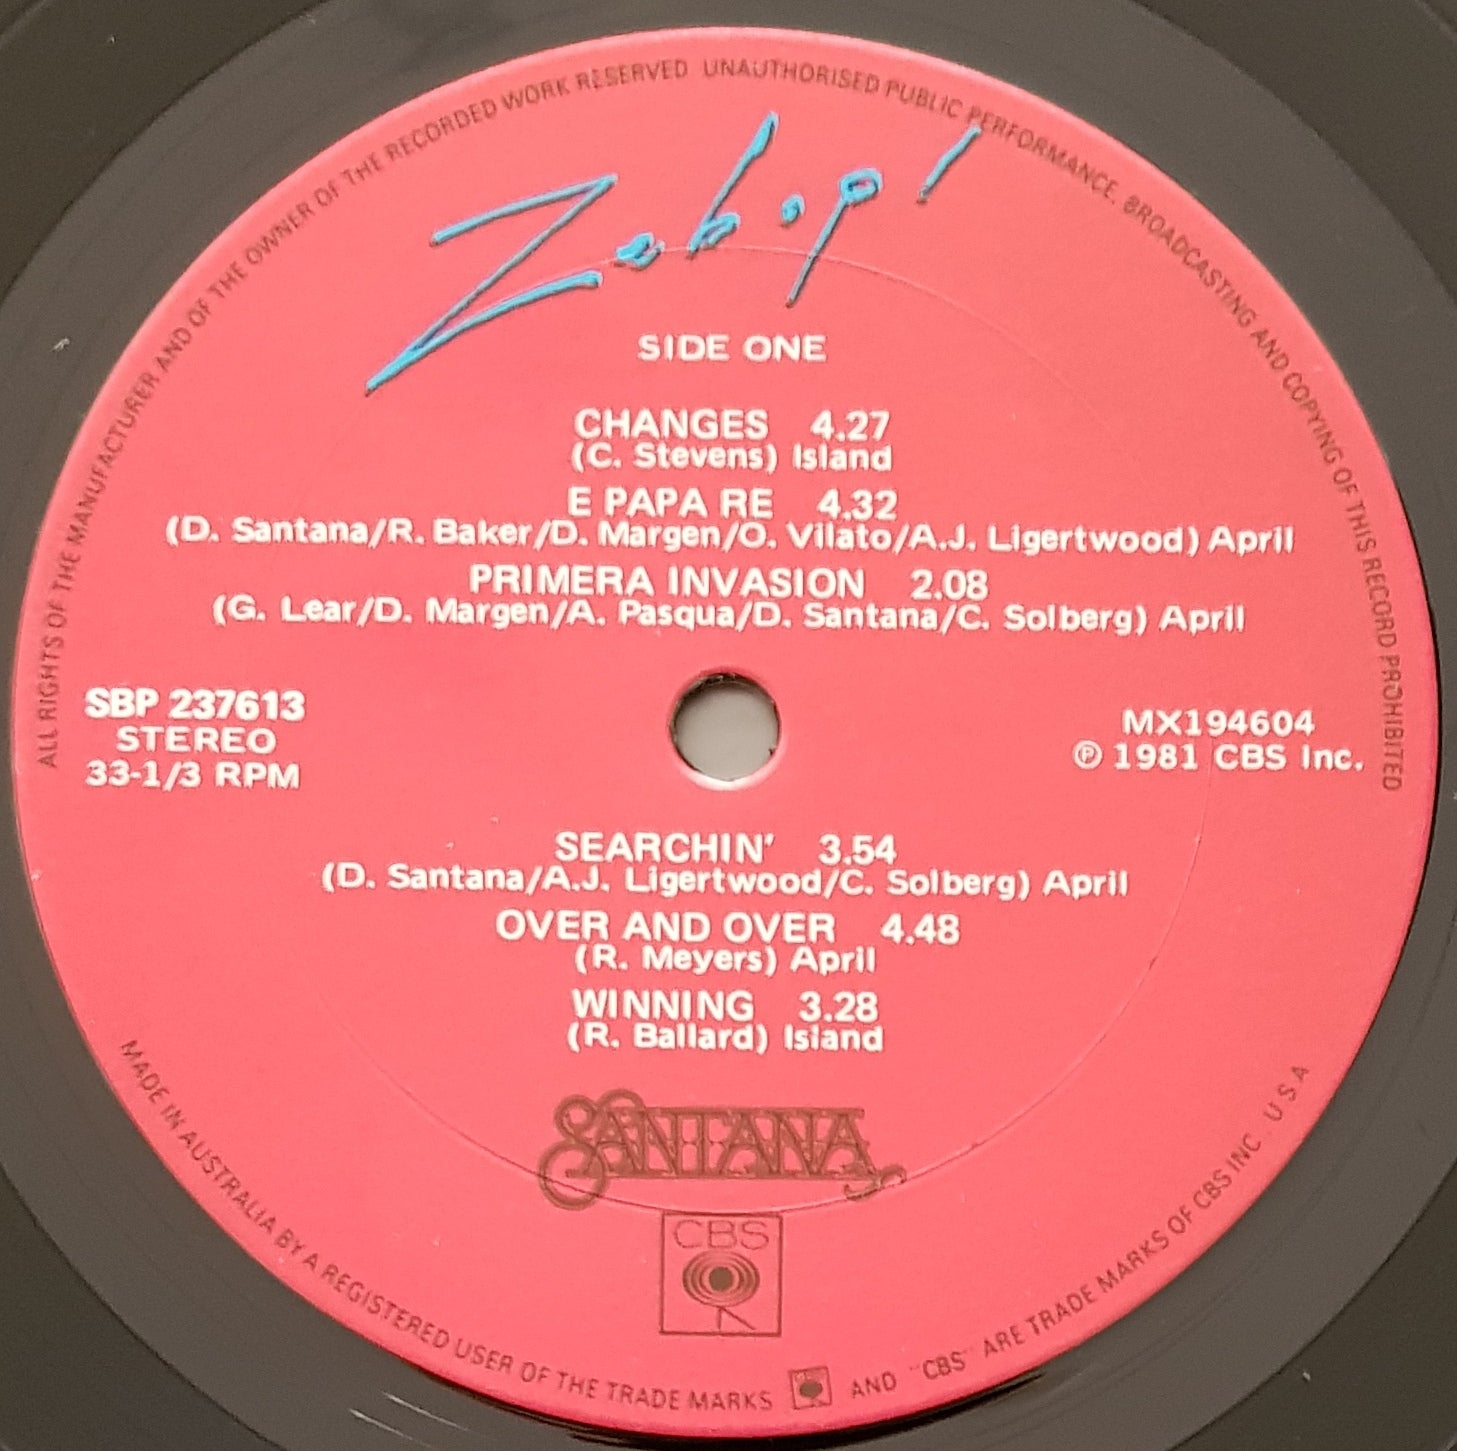 ALL RIGHTS OF THE MANUFACTURER AND OF THE OWNER OF THE RECORDED WORK RESERVED UNAUTHORISED PUBLIC PERFORMANCE. BROADCASTING AND COPYING OF THIS RECORD PROHIBITED
Zebop!
SIDE ONE
CHANGES 4.27
(C. Stevens) Island
E PAPA RE 4.32
(D. Santana/R. Baker/D. Margen/O. Vilato/A.J. Ligertwood) April
PRIMERA INVASION 2.08
(G. Lear/D. Margen/A. Pasqua/D. Santana/C. Solberg) April
SBP 237613
STEREO
33-1/3 RPM
MX194604
Ⓟ 1981 CBS Inc.
SEARCHIN' 3.54
(D. Santana/A.J. Ligertwood/C. Solberg) April
OVER AND OVER 4.48
(R. Meyers) April
WINNING 3.28
(R. Ballard) Island
SANTANA
CBS
MADE IN AUSTRALIA BY A REGISTERED USER OF THE TRADE MARKS AND "CBS" ARE TRADE MARKS OF CBS INC. U S A